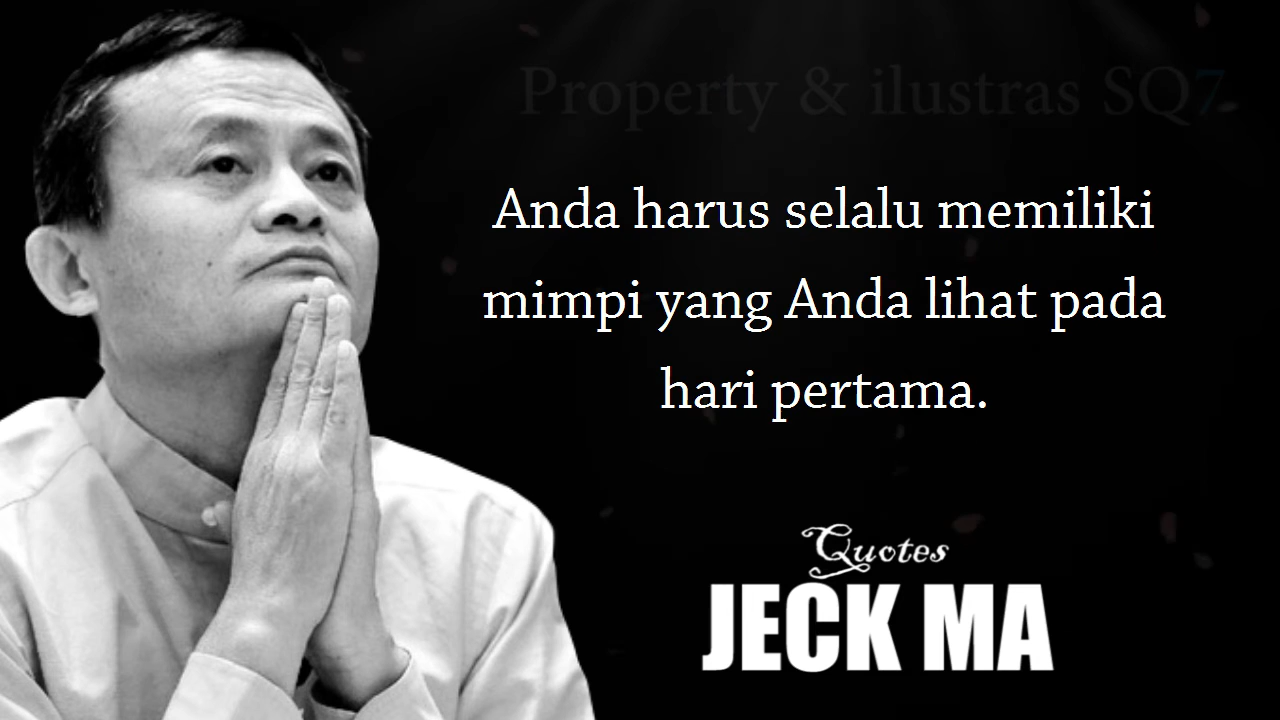 Property & ilustras SQ7
Anda harus selalu memiliki
mimpi yang Anda lihat pada
hari pertama.
Quotes
JECK MA